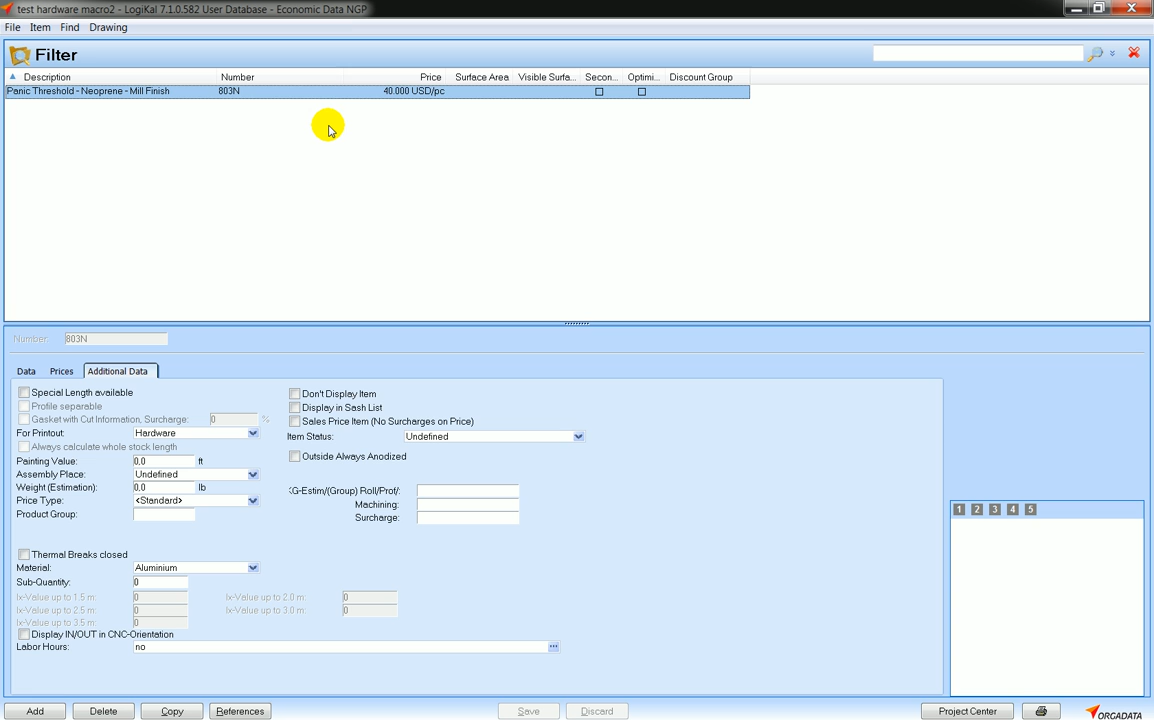 test hardware macro2 - LogiKal 7.1.0.582 User Database - Economic Data NGP
File Item Find Drawing
Filter
Description Number Price Surface Area Visible Surfa... Secon... Optimi... Discount Group
Panic Threshold - Neoprene - Mill Finish 803N 40.000 USD/pc
Number: 803N
Data Prices Additional Data
Special Length available Don't Display Item
Profile separable Display in Sash List
Gasket with Cut Information, Surcharge: 0 % Sales Price Item (No Surcharges on Price)
For Printout: Hardware Item Status: Undefined
Always calculate whole stock length Outside Always Anodized
Painting Value: 0.0 ft
Assembly Place: Undefined
Weight (Estimation): 0.0 lb G-Estim/(Group) Roll/Prof/:
Price Type: <Standard> Machining:
Product Group: Surcharge:
1 2 3 4 5
Thermal Breaks closed
Material: Aluminium
Sub-Quantity: 0
Ix-Value up to 1.5 m: 0 Ix-Value up to 2.0 m: 0
Ix-Value up to 2.5 m: 0 Ix-Value up to 3.0 m: 0
Ix-Value up to 3.5 m: 0
Display IN/OUT in CNC-Orientation
Labor Hours: no
Add Delete Copy References Save Discard Project Center ORGADATA